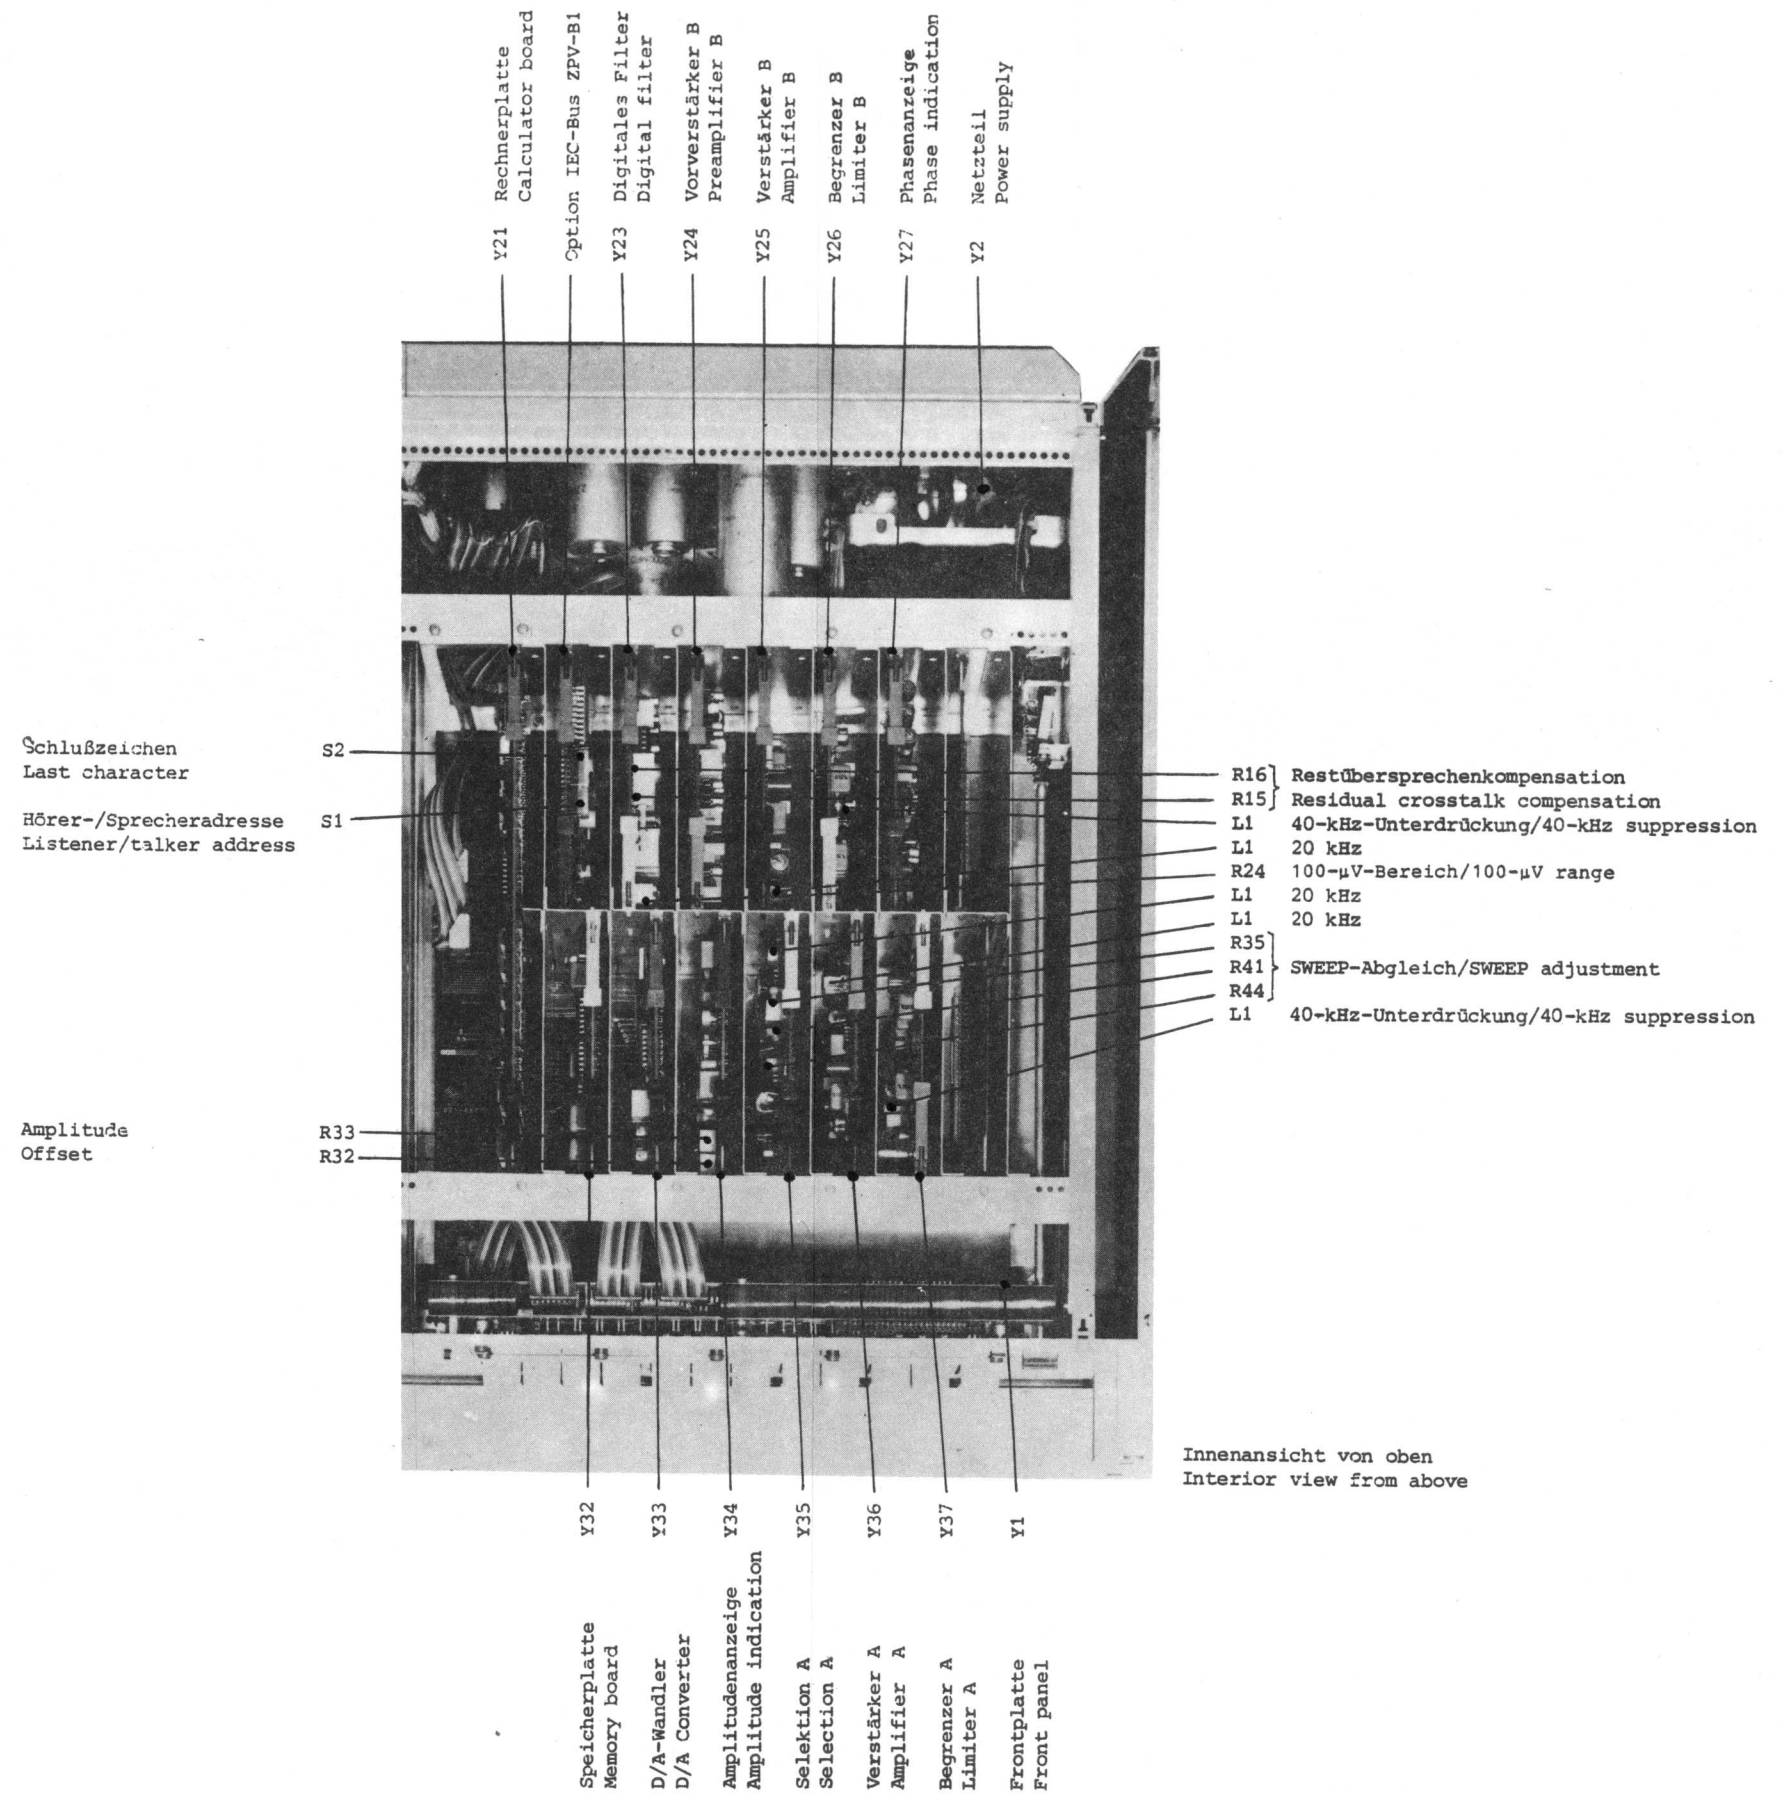 Y21 Rechnerplatte
Calculator board
Option IEC-Bus ZPV-B1
Y23 Digitales Filter
Digital filter
Y24 Vorverstärker B
Preamplifier B
Y25 Verstärker B
Amplifier B
Y26 Begrenzer B
Limiter B
Y27 Phasenanzeige
Phase indication
Y2 Netzteil
Power supply
Schlußzeichen S2
Last character
Hörer-/Sprecheradresse S1
Listener/talker address
Amplitude R33
Offset R32
R16 Restübersprechenkompensation
R15 Residual crosstalk compensation
L1 40-kHz-Unterdrückung/40-kHz suppression
L1 20 kHz
R24 100-µV-Bereich/100-µV range
L1 20 kHz
L1 20 kHz
R35
R41 SWEEP-Abgleich/SWEEP adjustment
R44
L1 40-kHz-Unterdrückung/40-kHz suppression
Innenansicht von oben
Interior view from above
Y32 Speicherplatte
Memory board
Y33 D/A-Wandler
D/A Converter
Y34 Amplitudenanzeige
Amplitude indication
Y35 Selektion A
Selection A
Y36 Verstärker A
Amplifier A
Y37 Begrenzer A
Limiter A
Y1 Frontplatte
Front panel